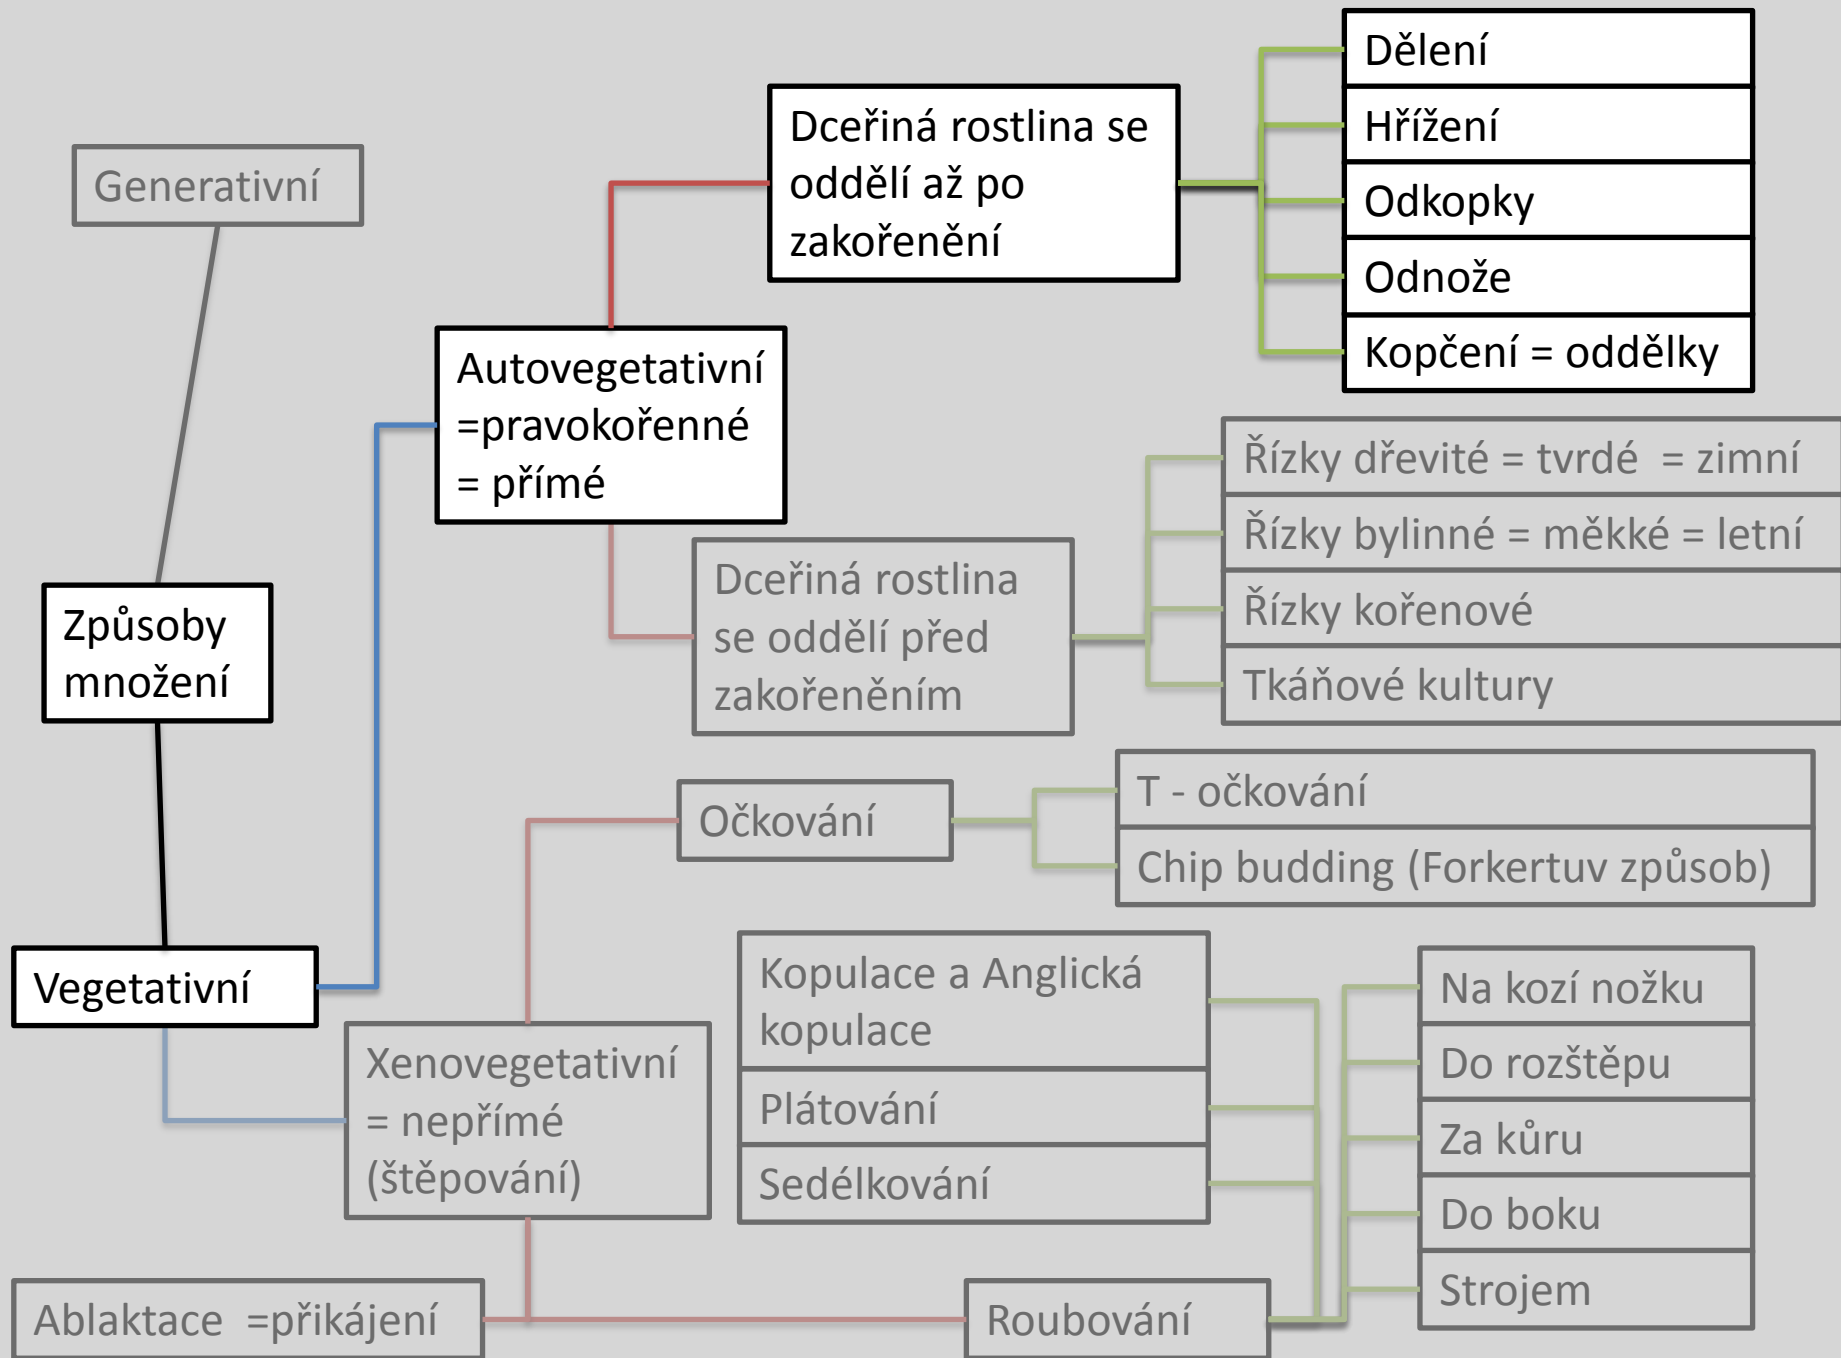 Generativní
Způsoby
množení
Vegetativní
Autovegetativní
=pravokořenné
= přímé
Dceřiná rostlina se
oddělí až po
zakořenění
Dělení
Hřížení
Odkopky
Odnože
Kopčení = oddělky
Dceřiná rostlina
se oddělí před
zakořeněním
Řízky dřevité = tvrdé = zimní
Řízky bylinné = měkké = letní
Řízky kořenové
Tkáňové kultury
Xenovegetativní
= nepřímé
(štěpování)
Očkování
T - očkování
Chip budding (Forkertuv způsob)
Ablaktace =přikájení
Roubování
Kopulace a Anglická
kopulace
Plátování
Sedélkování
Na kozí nožku
Do rozštěpu
Za kůru
Do boku
Strojem